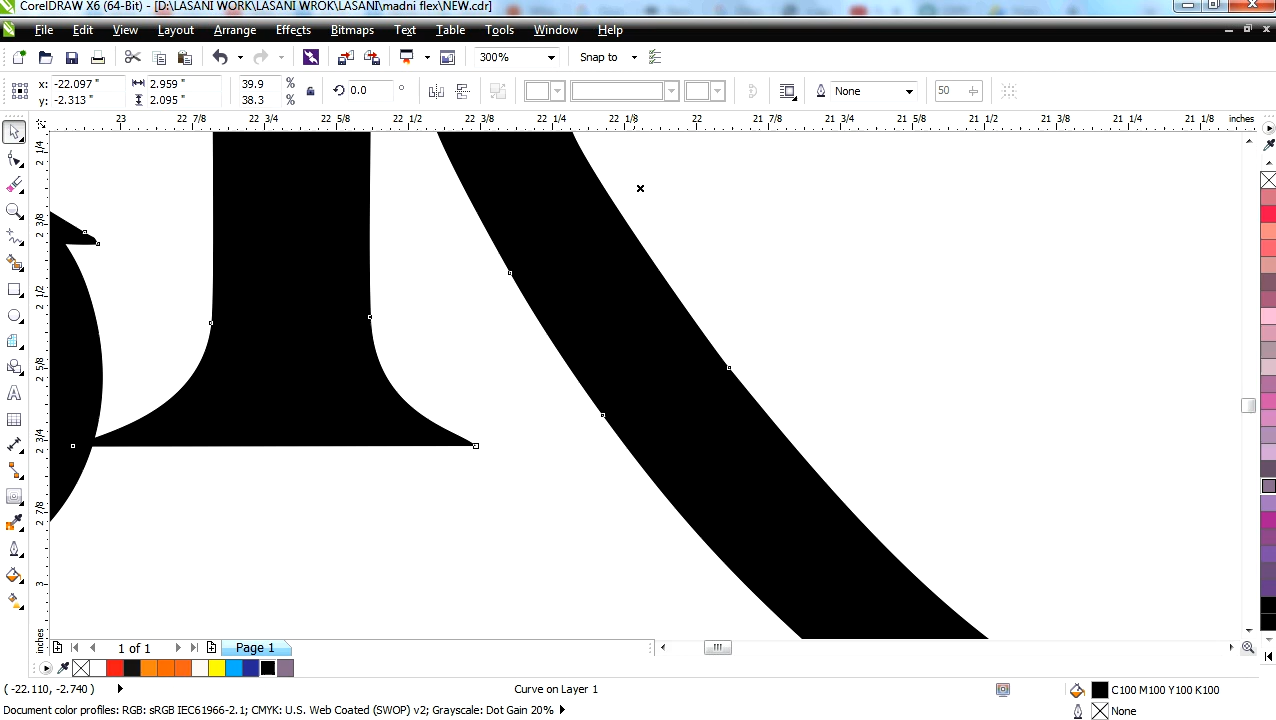 CorelDRAW X6 (64-Bit) - [D:\LASANI WORK\LASANI WROK\LASANI\madni flex\NEW.cdr]
File Edit View Layout Arrange Effects Bitmaps Text Table Tools Window Help
300% Snap to
x: -22.097 " 2.959 " 39.9 % 0.0 ° None 50
y: -2.313 " 2.095 " 38.3 %
23 22 7/8 22 3/4 22 5/8 22 1/2 22 3/8 22 1/4 22 1/8 22 21 7/8 21 3/4 21 5/8 21 1/2 21 3/8 21 1/4 21 1/8 inches
2 1/4
2 3/8
2 1/2
2 5/8
2 3/4
2 7/8
3
inches
1 of 1 Page 1
( -22.110, -2.740 ) Curve on Layer 1 C100 M100 Y100 K100
Document color profiles: RGB: sRGB IEC61966-2.1; CMYK: U.S. Web Coated (SWOP) v2; Grayscale: Dot Gain 20% None